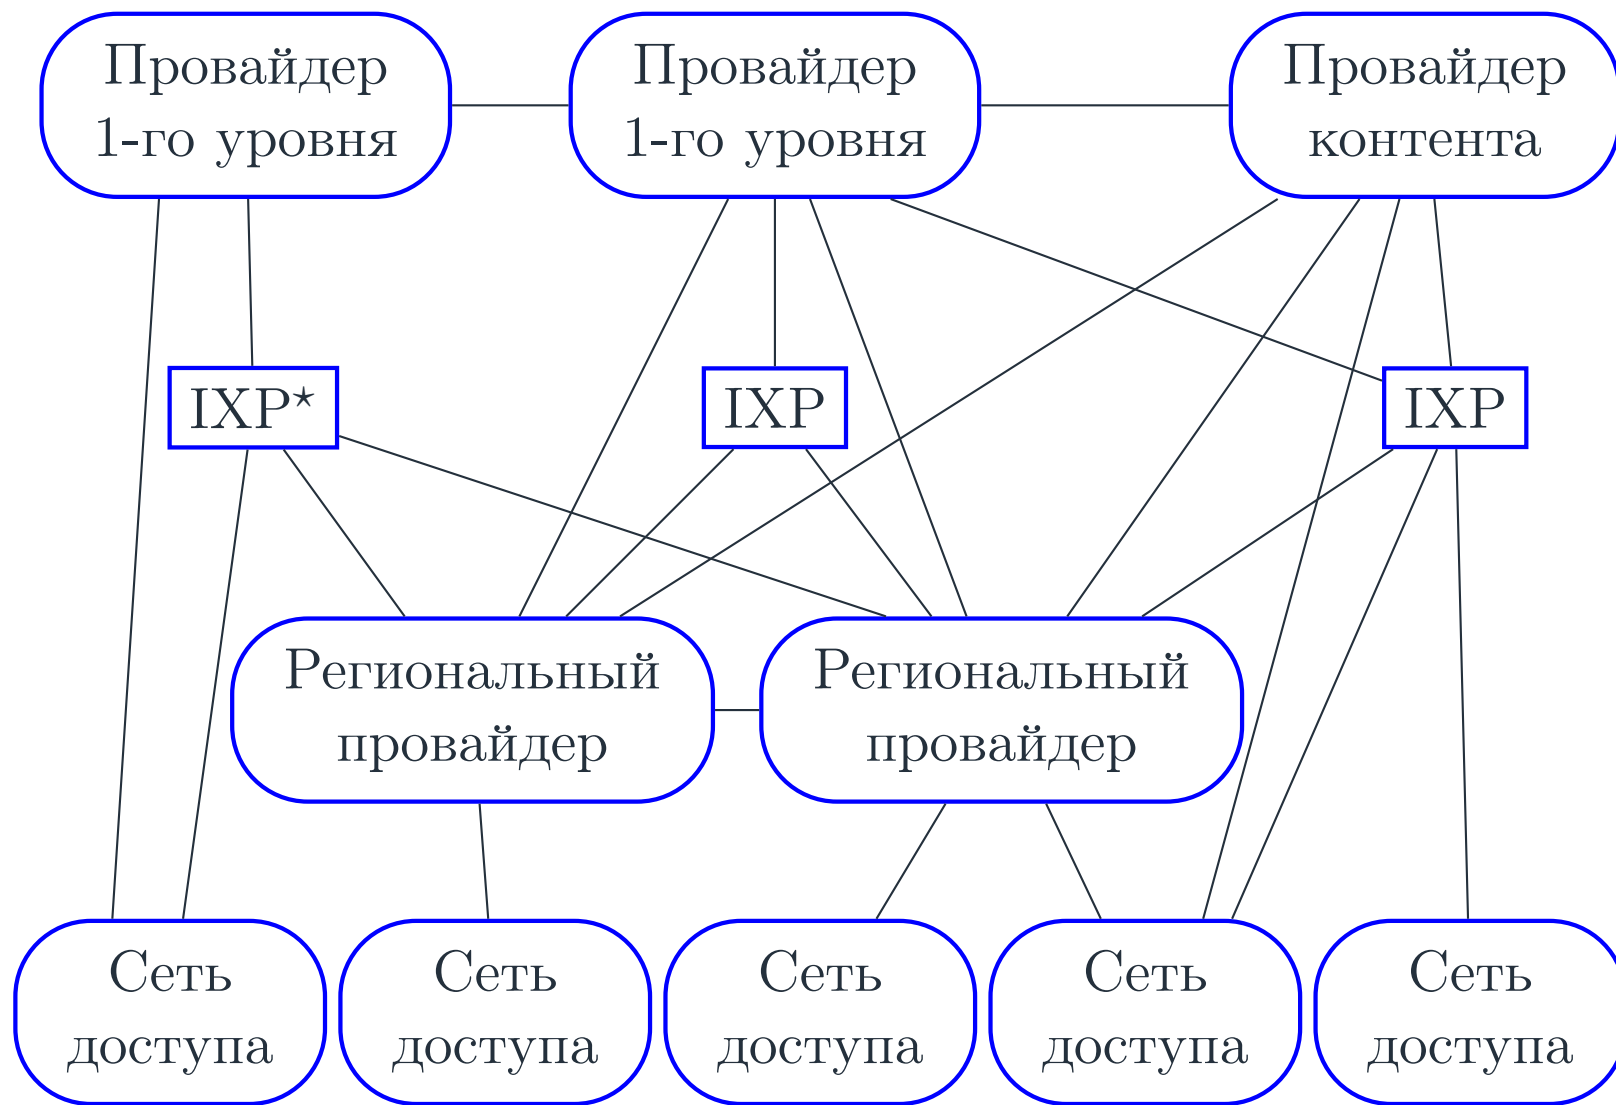 Провайдер
1-го уровня
Провайдер
1-го уровня
Провайдер
контента
IXP⋆
IXP
IXP
Региональный
провайдер
Региональный
провайдер
Сеть
доступа
Сеть
доступа
Сеть
доступа
Сеть
доступа
Сеть
доступа